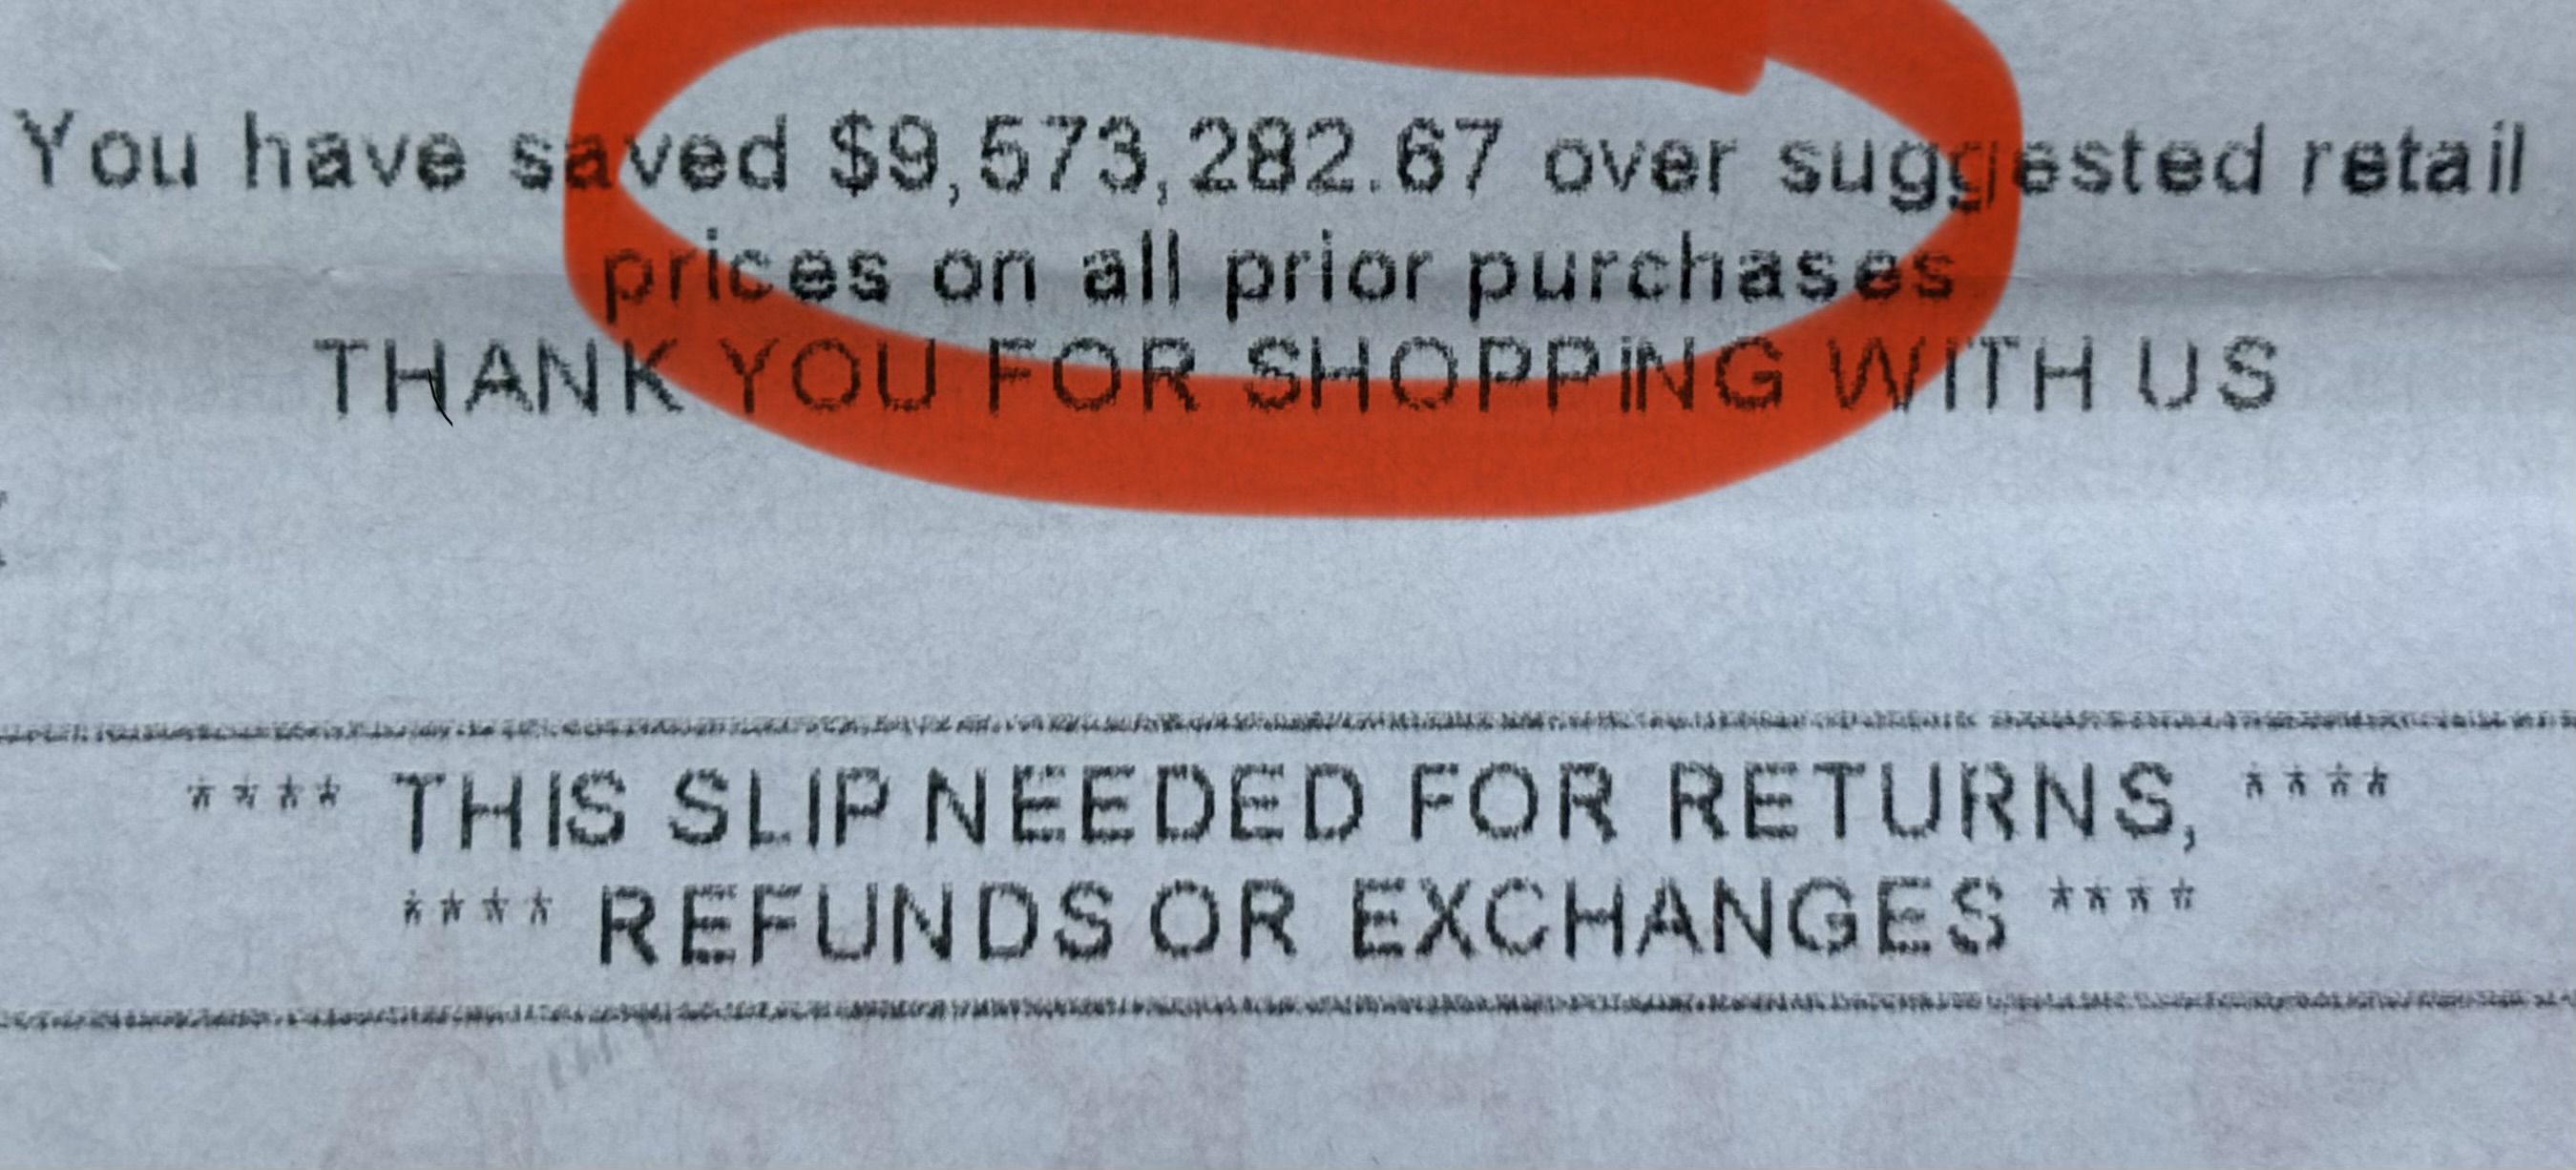 You have saved $9,573,282.67 over suggested retail
prices on all prior purchases
THANK YOU FOR SHOPPING WITH US
**** THIS SLIP NEEDED FOR RETURNS, ****
**** REFUNDS OR EXCHANGES ****